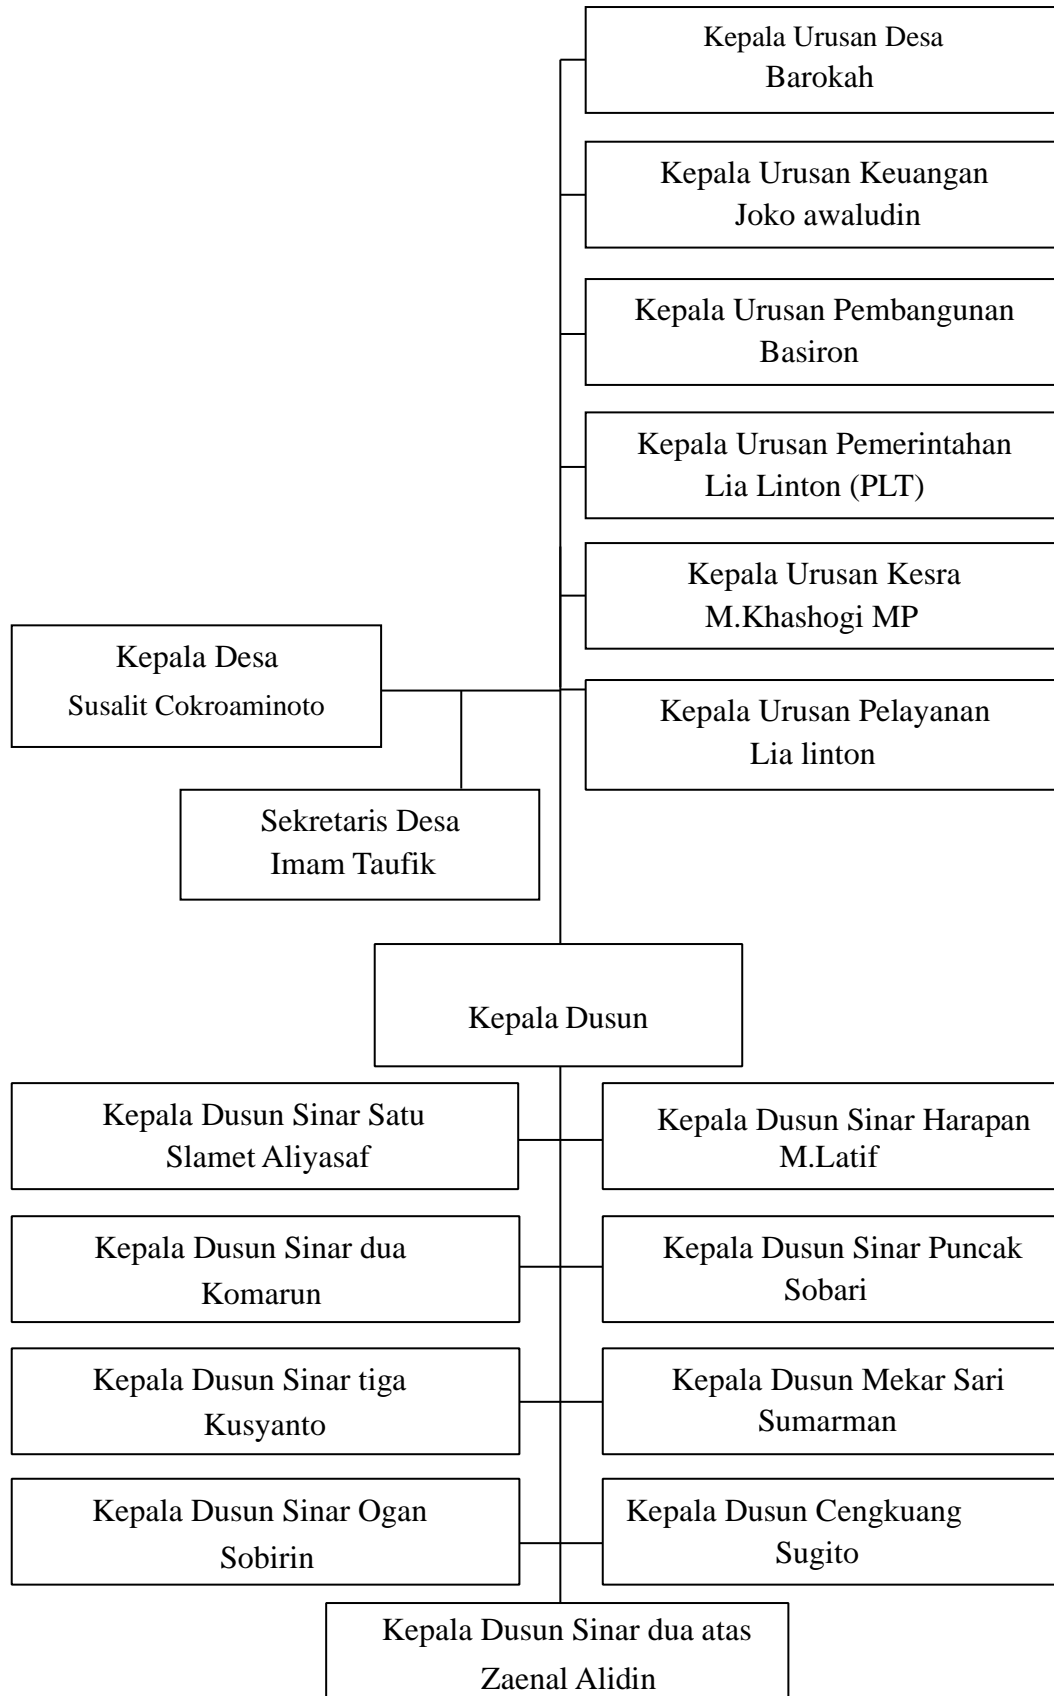 Kepala Urusan Desa
Barokah
Kepala Urusan Keuangan
Joko awaludin
Kepala Urusan Pembangunan
Basiron
Kepala Urusan Pemerintahan
Lia Linton (PLT)
Kepala Urusan Kesra
M.Khashogi MP
Kepala Desa
Susalit Cokroaminoto
Kepala Urusan Pelayanan
Lia linton
Sekretaris Desa
Imam Taufik
Kepala Dusun
Kepala Dusun Sinar Satu
Slamet Aliyasaf
Kepala Dusun Sinar Harapan
M.Latif
Kepala Dusun Sinar dua
Komarun
Kepala Dusun Sinar Puncak
Sobari
Kepala Dusun Sinar tiga
Kusyanto
Kepala Dusun Mekar Sari
Sumarman
Kepala Dusun Sinar Ogan
Sobirin
Kepala Dusun Cengkuang
Sugito
Kepala Dusun Sinar dua atas
Zaenal Alidin